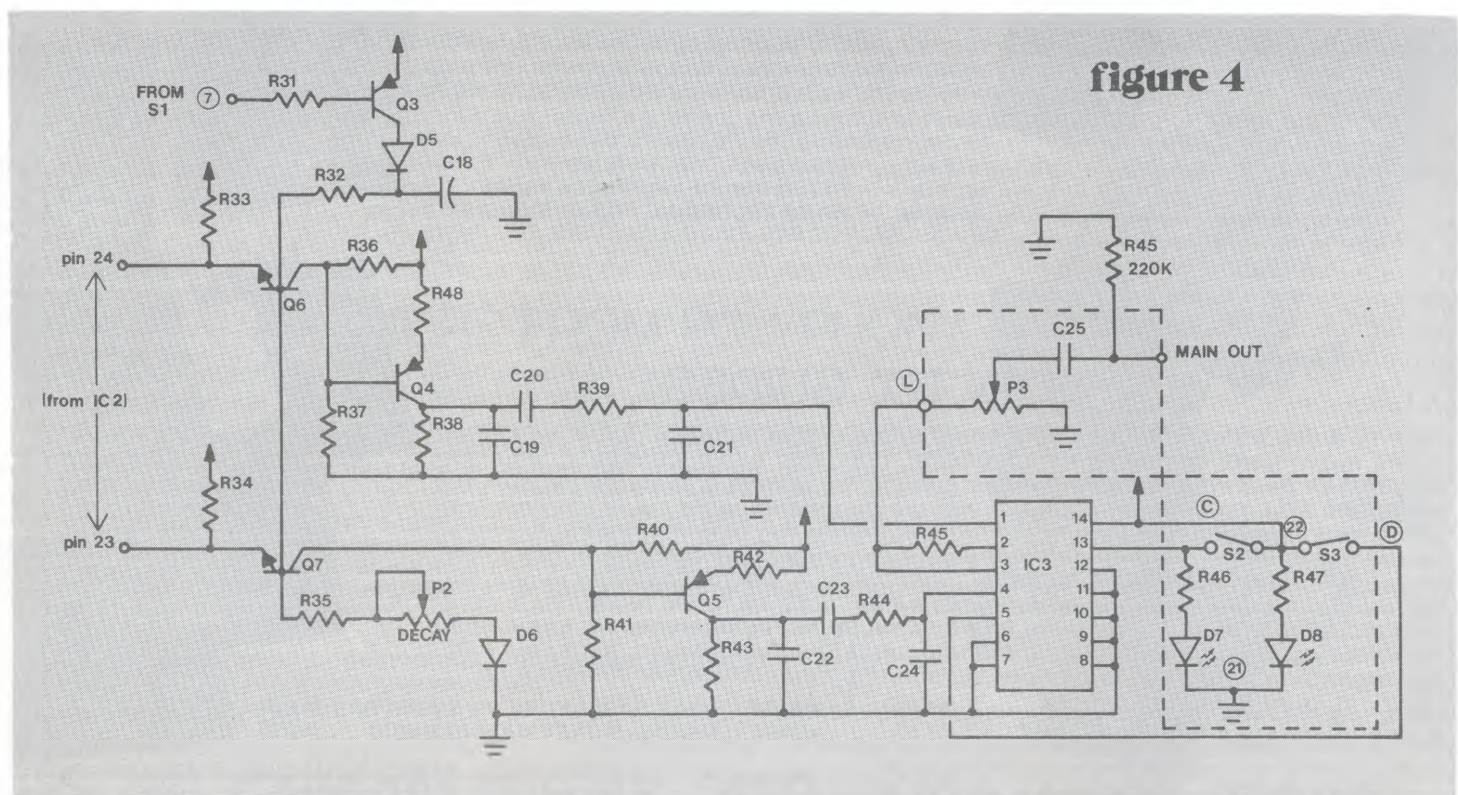 figure 4
FROM S1
7
R31
Q3
D5
C18
R32
R33
pin 24
Q6
R36
R48
(from IC2)
Q4
R37
R38
C20
R39
C19
C21
R45
220K
C25
MAIN OUT
L
P3
R34
pin 23
Q7
R40
R42
Q5
R35
P2
DECAY
D6
R41
R43
C23
R44
C22
C24
R45
IC3
1
2
3
4
5
6
7
14
13
12
11
10
9
8
C
22
D
S2
S3
R46
R47
D7
D8
21